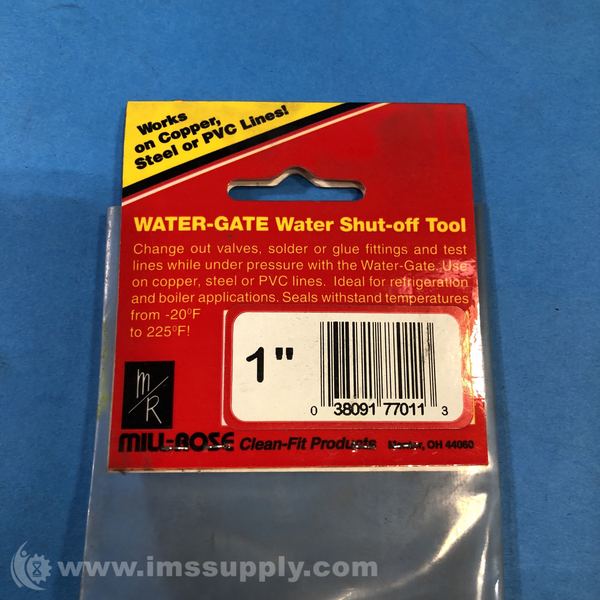 Works
on Copper,
Steel or PVC Lines!
WATER-GATE Water Shut-off Tool
Change out valves, solder or glue fittings and test
lines while under pressure with the Water-Gate. Use
on copper, steel or PVC lines. Ideal for refrigeration
and boiler applications. Seals withstand temperatures
from -20°F
to 225°F!
1"
0 38091 77011 3
M/R
MILL-ROSE Clean-Fit Products Mentor, OH 44060
www.imssupply.com